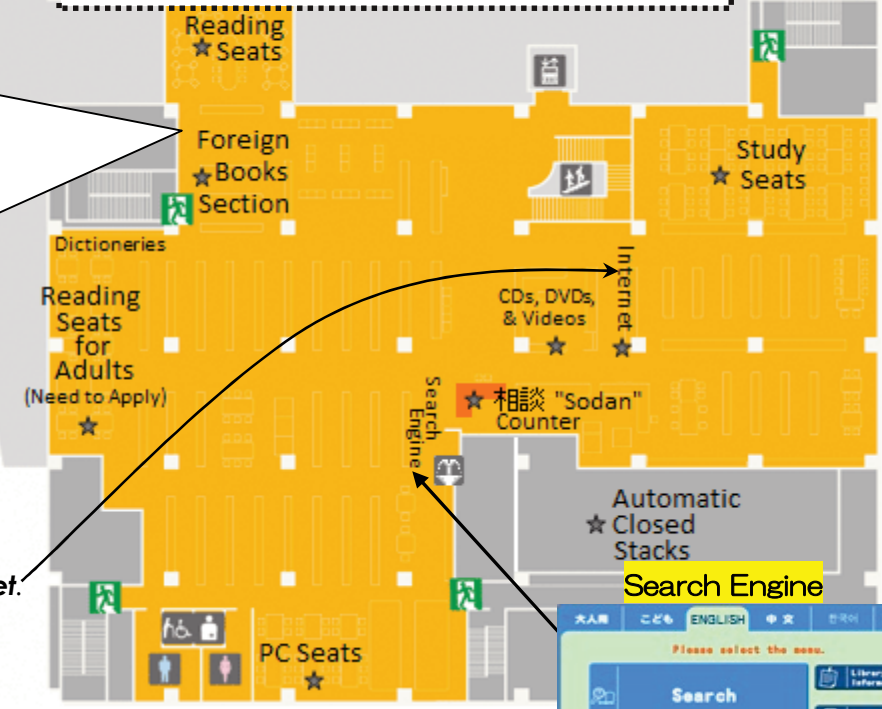 Reading
Seats
Foreign
Books
Section
Study
Seats
Dictioneries
Reading
Seats
for
Adults
(Need to Apply)
Internet
CDs, DVDs,
& Videos
Search
Engine
相談 "Sodan"
Counter
Automatic
Closed
Stacks
et.
Search Engine
大人用 こども ENGLISH 中文 한국어
Please select the menu.
Search
PC Seats